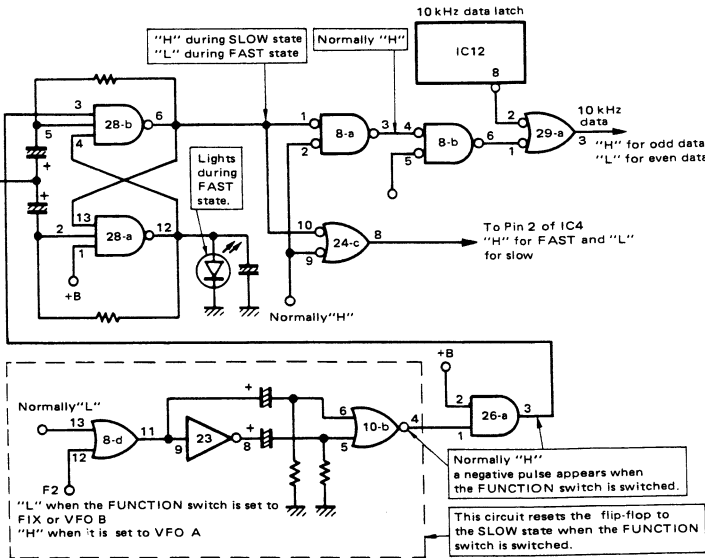 10 kHz data latch
"H" during SLOW state
"L" during FAST state
Normally "H"
IC12
8
3
5
4
28-b
6
1
2
8-a
3
4
5
8-b
6
2
1
29-a
3
10 kHz
data
"H" for odd data
"L" for even data
+
+
Lights
during
FAST
state.
13
2
1
28-a
12
+B
10
9
24-c
8
To Pin 2 of IC4
"H" for FAST and "L"
for slow
Normally "H"
+B
2
1
26-a
3
Normally "L"
13
12
8-d
11
9
23
8
+
+
6
5
10-b
4
F2
Normally "H"
a negative pulse appears when
the FUNCTION switch is switched.
"L" when the FUNCTION switch is set to
FIX or VFO B
"H" when it is set to VFO A
This circuit resets the flip-flop to
the SLOW state when the FUNCTION
switch is switched.